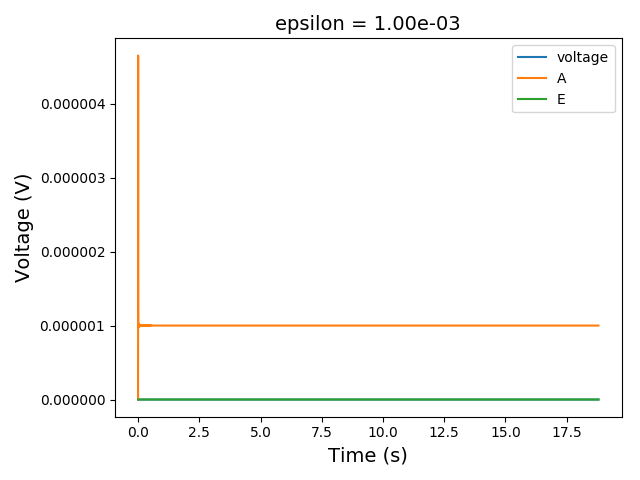 epsilon = 1.00e-03
voltage
A
E
Voltage (V)
0.000004
0.000003
0.000002
0.000001
0.000000
0.0 2.5 5.0 7.5 10.0 12.5 15.0 17.5
Time (s)